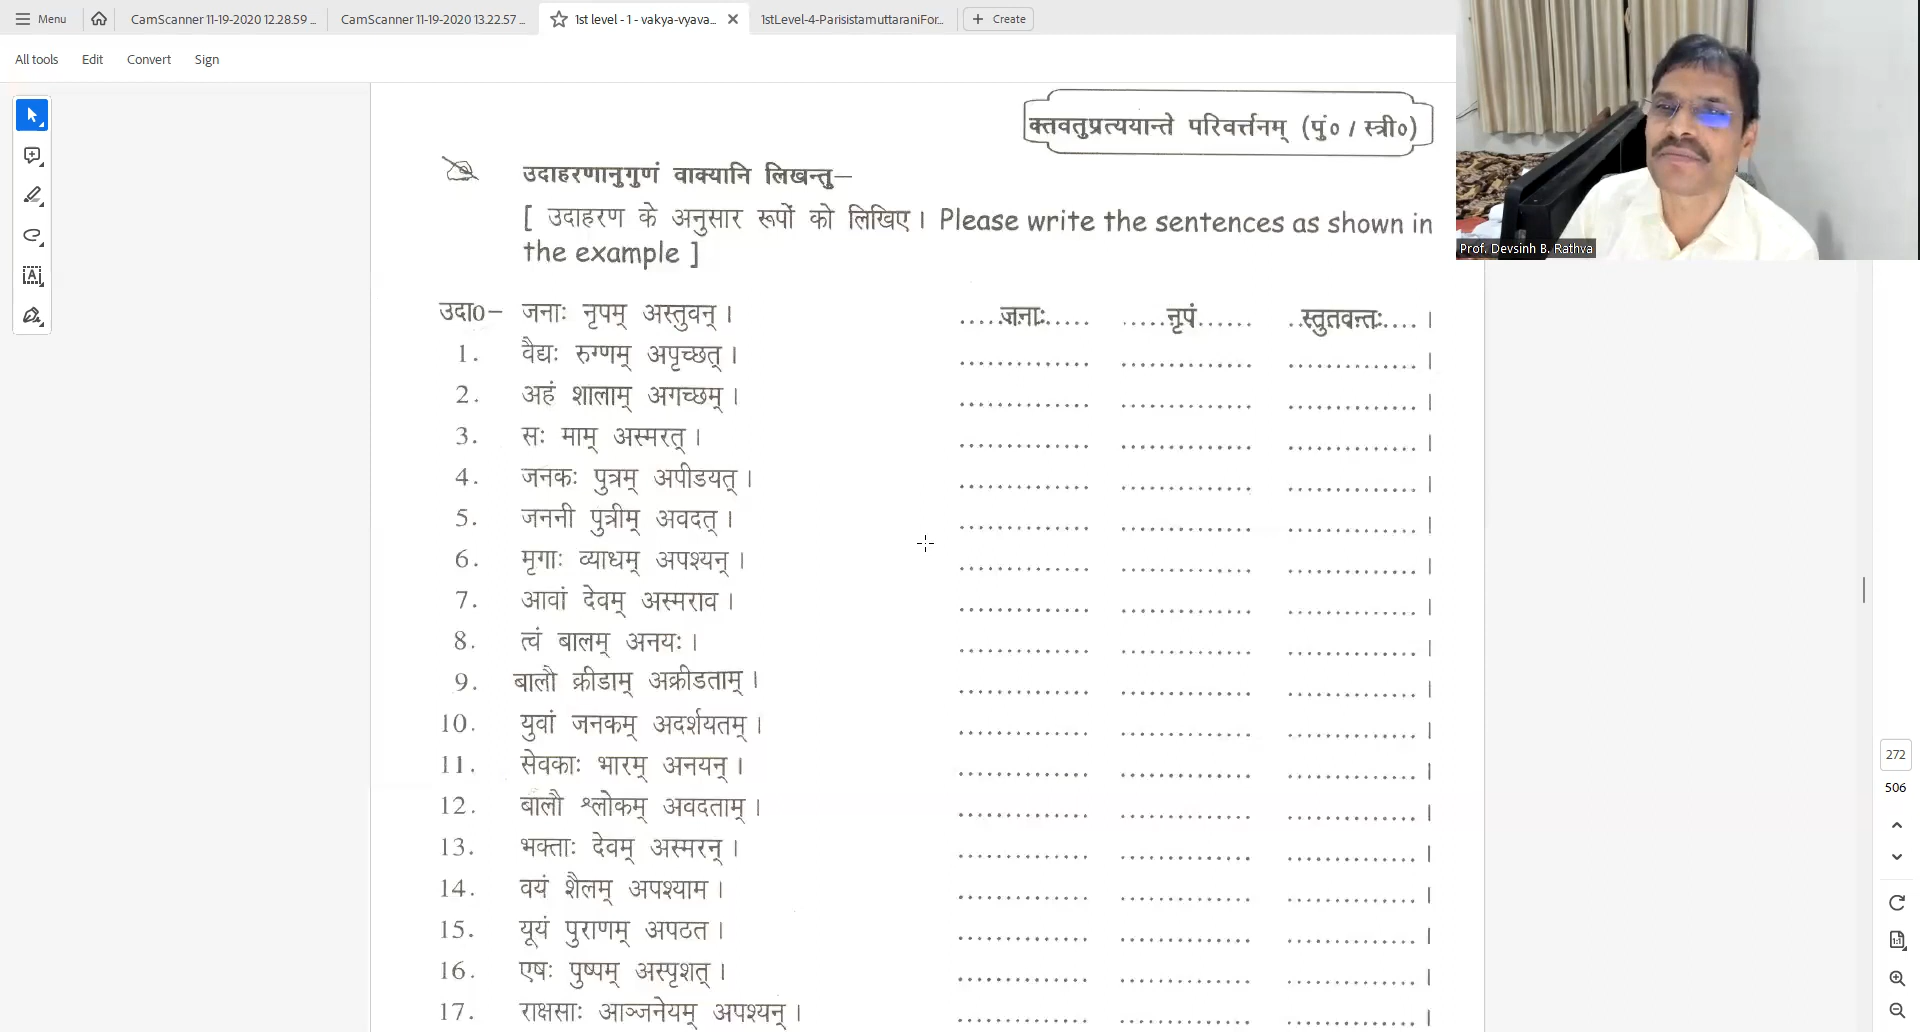 Menu CamScanner 11-19-2020 12.28.59 ... CamScanner 11-19-2020 13.22.57 ... 1st level - 1 - vakya-vyava... 1stLevel-4-ParisistamuttaraniFor... Create
All tools Edit Convert Sign
Prof. Devsinh B. Rathva
क्तवतुप्रत्ययान्ते परिवर्त्तनम् (पुं० / स्त्री०)
उदाहरणानुगुणं वाक्यानि लिखन्तु—
[ उदाहरण के अनुसार रूपों को लिखिए । Please write the sentences as shown in
the example ]
उदा०– जनाः नृपम् अस्तुवन् । .....जनाः..... .....नृपं...... ..स्तुतवन्तः.... ।
1. वैद्यः रुग्णम् अपृच्छत् । ............ ............ ............ ।
2. अहं शालाम् अगच्छम् । ............ ............ ............ ।
3. सः माम् अस्मरत् । ............ ............ ............ ।
4. जनकः पुत्रम् अपीडयत् । ............ ............ ............ ।
5. जननी पुत्रीम् अवदत् । ............ ............ ............ ।
6. मृगाः व्याधम् अपश्यन् । ............ ............ ............ ।
7. आवां देवम् अस्मराव । ............ ............ ............ ।
8. त्वं बालम् अनयः । ............ ............ ............ ।
9. बालौ क्रीडाम् अक्रीडताम् । ............ ............ ............ ।
10. युवां जनकम् अदर्शयतम् । ............ ............ ............ ।
11. सेवकाः भारम् अनयन् । ............ ............ ............ ।
12. बालौ श्लोकम् अवदताम् । ............ ............ ............ ।
13. भक्ताः देवम् अस्मरन् । ............ ............ ............ ।
14. वयं शैलम् अपश्याम । ............ ............ ............ ।
15. यूयं पुराणम् अपठत । ............ ............ ............ ।
16. एषः पुष्पम् अस्पृशत् । ............ ............ ............ ।
17. राक्षसाः आञ्जनेयम् अपश्यन् । ............ ............ ............ ।
272
506